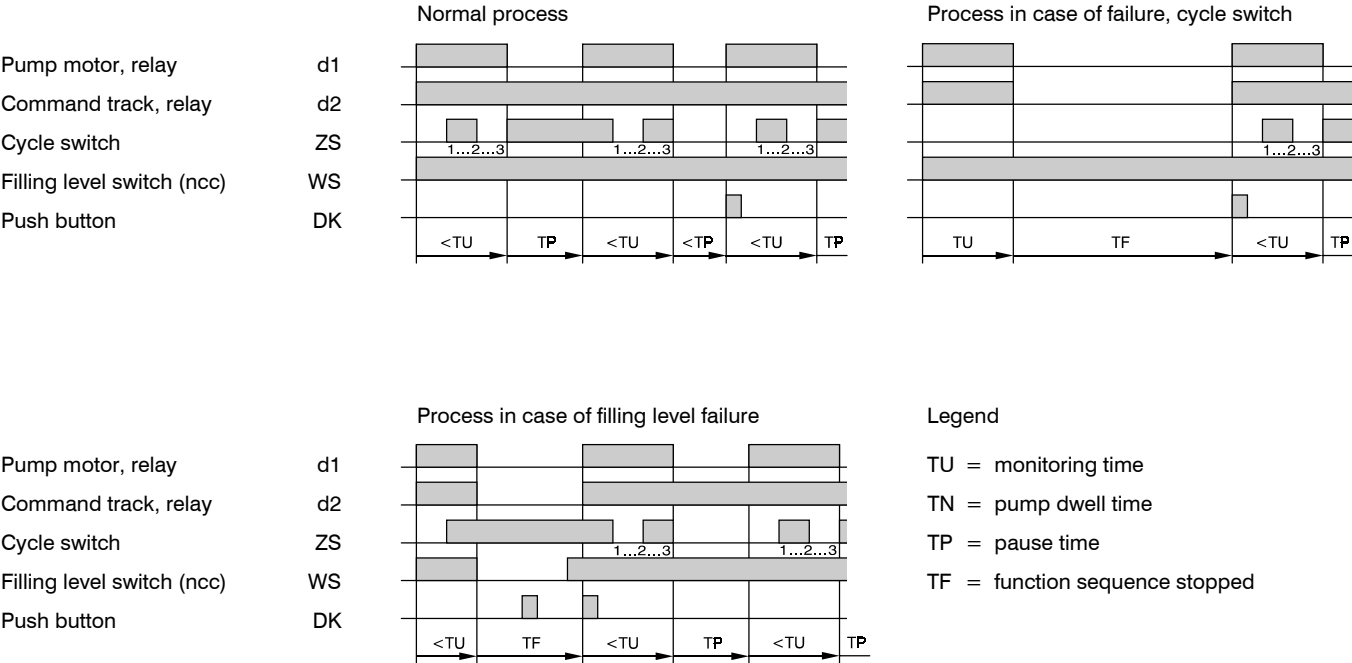 Normal process
Process in case of failure, cycle switch
Pump motor, relay d1
Command track, relay d2
Cycle switch ZS
1...2...3 1...2...3 1...2...3 1...2...3
Filling level switch (ncc) WS
Push button DK
<TU TP <TU <TP <TU TP TU TF <TU TP
Process in case of filling level failure
Legend
Pump motor, relay d1
TU = monitoring time
Command track, relay d2
TN = pump dwell time
Cycle switch ZS
TP = pause time
1...2...3 1...2...3
Filling level switch (ncc) WS
TF = function sequence stopped
Push button DK
<TU TF <TU TP <TU TP